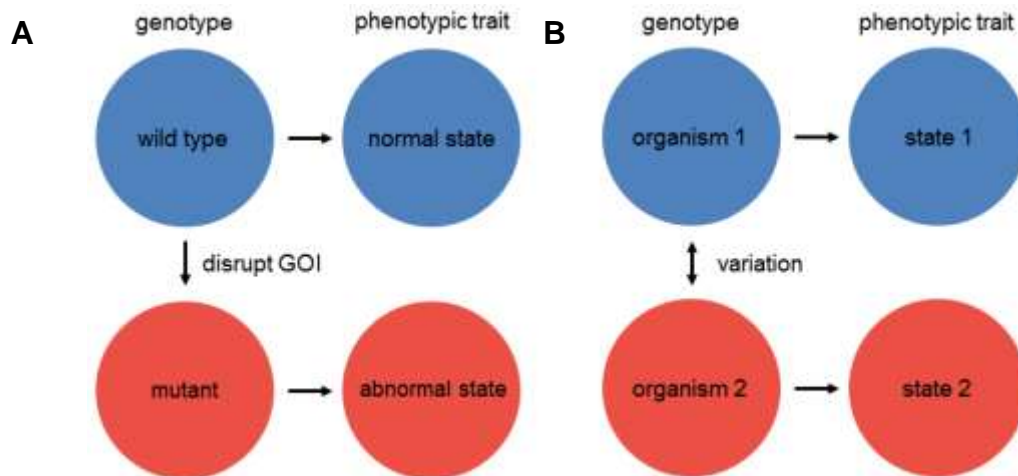 A
genotype
phenotypic trait
wild type
normal state
disrupt GOI
mutant
abnormal state
B
genotype
phenotypic trait
organism 1
state 1
variation
organism 2
state 2